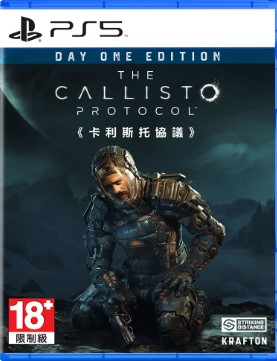 PS5
DAY ONE EDITION
THE
CALLISTO
PROTOCOL
《卡利斯托協議》
18+
限制級
STRIKING
DISTANCE
KRAFTON